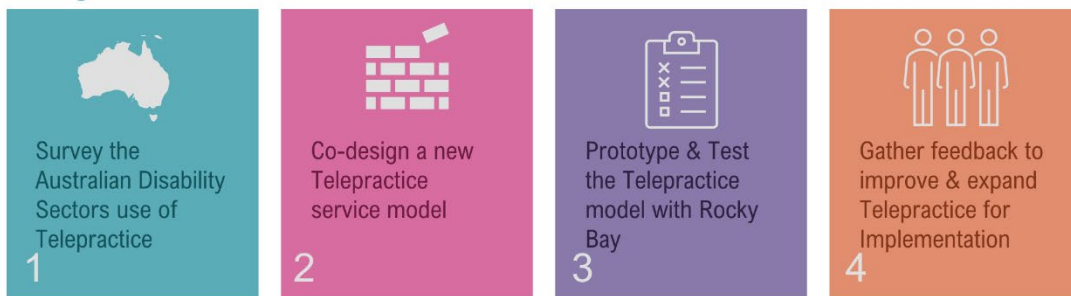 Survey the
Australian Disability
Sectors use of
Telepractice
1
Co-design a new
Telepractice
service model
2
Prototype & Test
the Telepractice
model with Rocky
Bay
3
Gather feedback to
improve & expand
Telepractice for
Implementation
4